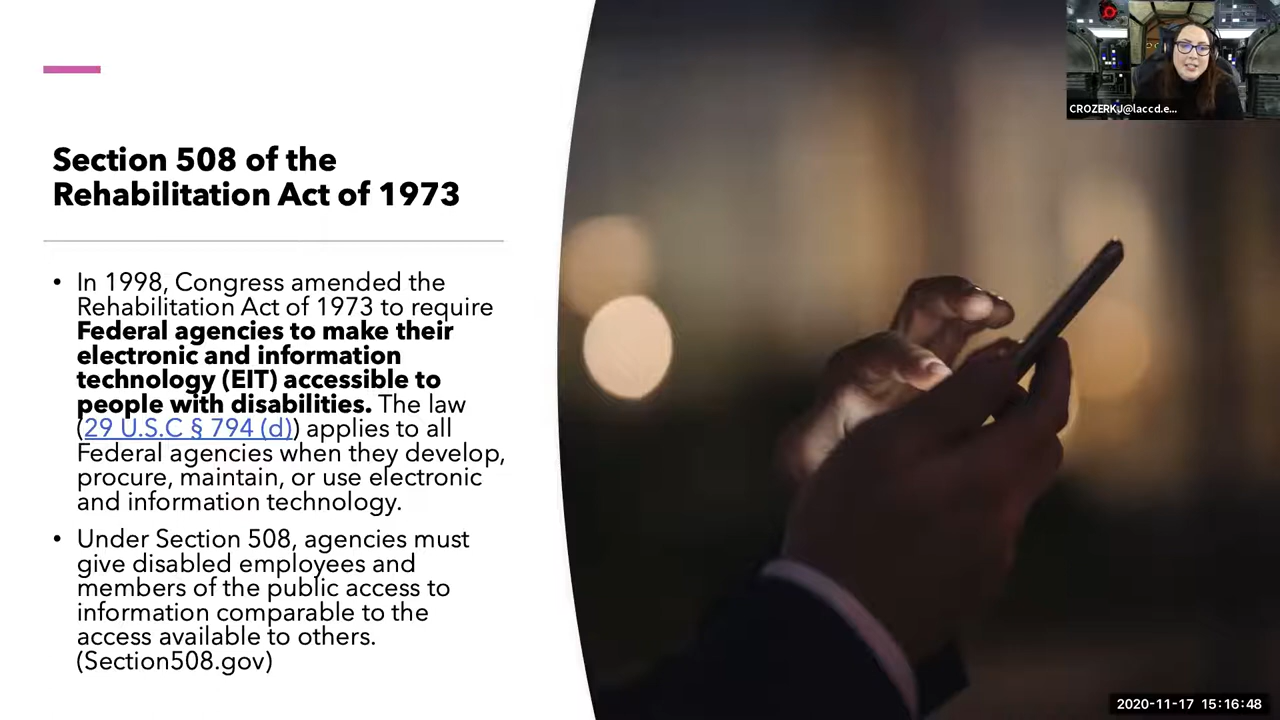 Section 508 of the
Rehabilitation Act of 1973
• In 1998, Congress amended the
Rehabilitation Act of 1973 to require
Federal agencies to make their
electronic and information
technology (EIT) accessible to
people with disabilities. The law
(29 U.S.C § 794 (d)) applies to all
Federal agencies when they develop,
procure, maintain, or use electronic
and information technology.
• Under Section 508, agencies must
give disabled employees and
members of the public access to
information comparable to the
access available to others.
(Section508.gov)
CROZERKJ@laccd.e...
2020-11-17 15:16:48